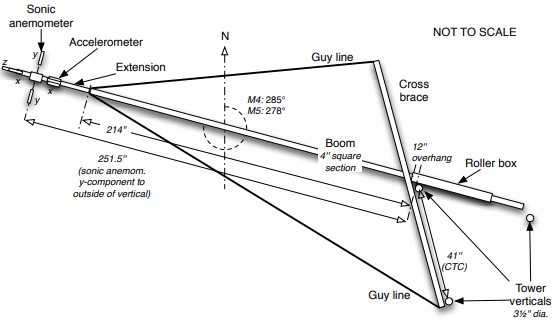 Sonic
anemometer
Accelerometer
Extension
z
y
x
x
y
N
NOT TO SCALE
Guy line
Cross
brace
M4: 285°
M5: 278°
214"
251.5"
(sonic anemom.
y-component to
outside of vertical)
Boom
4" square
section
12"
overhang
Roller box
41"
(CTC)
Guy line
Tower
verticals
3½" dia.